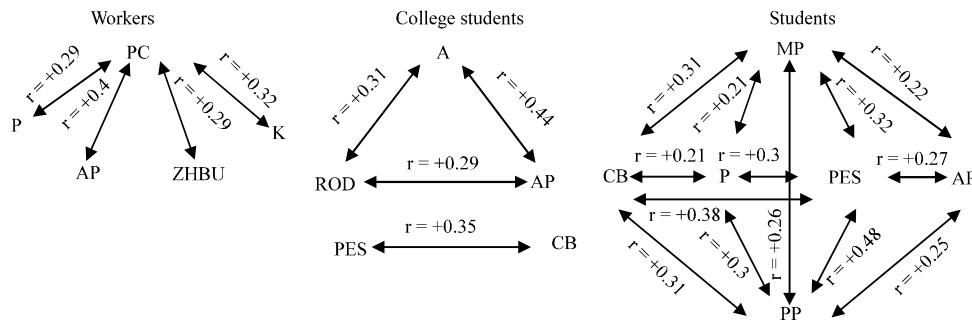 Workers
College students
Students
PC
r = +0.29
r = +0.4
r = +0.29
r = +0.32
P
AP
ZHBU
K
A
r = +0.31
r = +0.44
ROD
r = +0.29
AP
PES
r = +0.35
CB
MP
r = +0.31
r = +0.21
r = +0.32
r = +0.22
CB
r = +0.21
P
r = +0.3
PES
r = +0.27
AP
r = +0.38
r = +0.26
r = +0.31
r = +0.3
r = +0.48
r = +0.25
PP